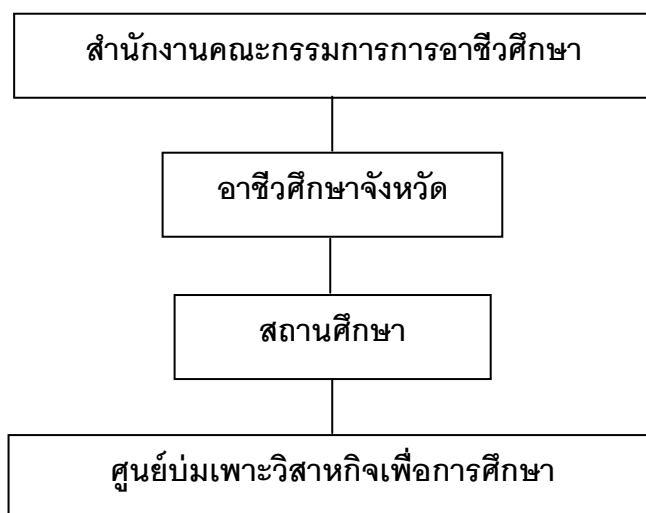 สำนักงานคณะกรรมการการอาชีวศึกษา
อาชีวศึกษาจังหวัด
สถานศึกษา
ศูนย์บ่มเพาะวิสาหกิจเพื่อการศึกษา